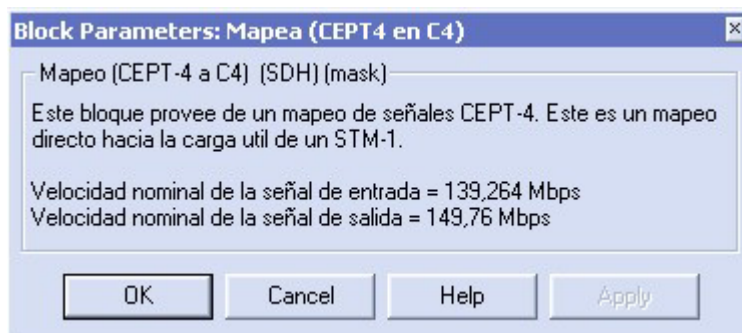 Block Parameters: Mapea (CEPT4 en C4)
Mapeo (CEPT-4 a C4) (SDH) (mask)
Este bloque provee de un mapeo de señales CEPT-4. Este es un mapeo
directo hacia la carga util de un STM-1.
Velocidad nominal de la señal de entrada = 139,264 Mbps
Velocidad nominal de la señal de salida = 149,76 Mbps
OK Cancel Help Apply